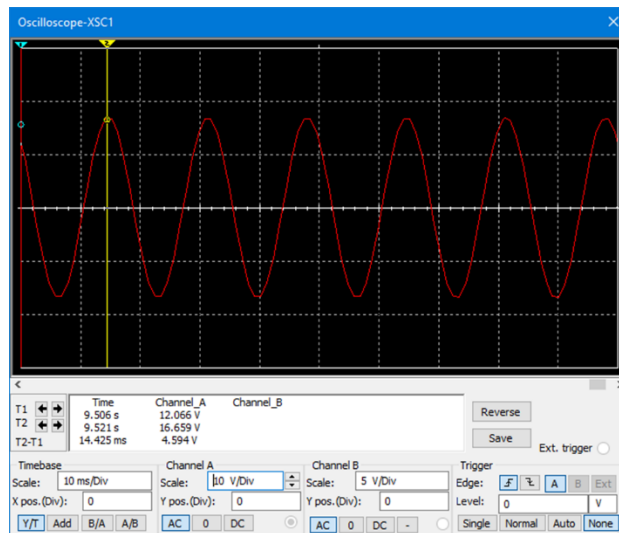 Oscilloscope-XSC1
1 2
Time Channel_A Channel_B
T1 9.506 s 12.066 V
T2 9.521 s 16.659 V
T2-T1 14.425 ms 4.594 V
Reverse
Save
Ext. trigger
Timebase Channel A Channel B Trigger
Scale: 10 ms/Div Scale: 10 V/Div Scale: 5 V/Div Edge: A B Ext
X pos.(Div): 0 Y pos.(Div): 0 Y pos.(Div): 0 Level: 0 V
Y/T Add B/A A/B AC 0 DC AC 0 DC - Single Normal Auto None